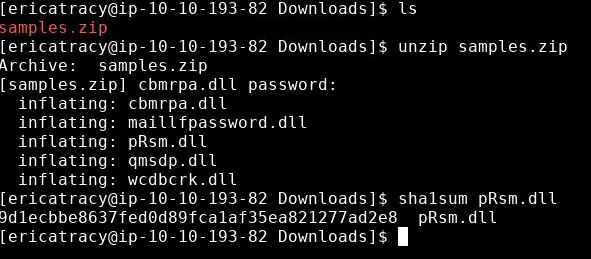 [ericatracy@ip-10-10-193-82 Downloads]$ ls
samples.zip
[ericatracy@ip-10-10-193-82 Downloads]$ unzip samples.zip
Archive:  samples.zip
[samples.zip] cbmrpa.dll password:
  inflating: cbmrpa.dll
  inflating: maillfpassword.dll
  inflating: pRsm.dll
  inflating: qmsdp.dll
  inflating: wcdbcrk.dll
[ericatracy@ip-10-10-193-82 Downloads]$ sha1sum pRsm.dll
9d1ecbbe8637fed0d89fca1af35ea821277ad2e8  pRsm.dll
[ericatracy@ip-10-10-193-82 Downloads]$